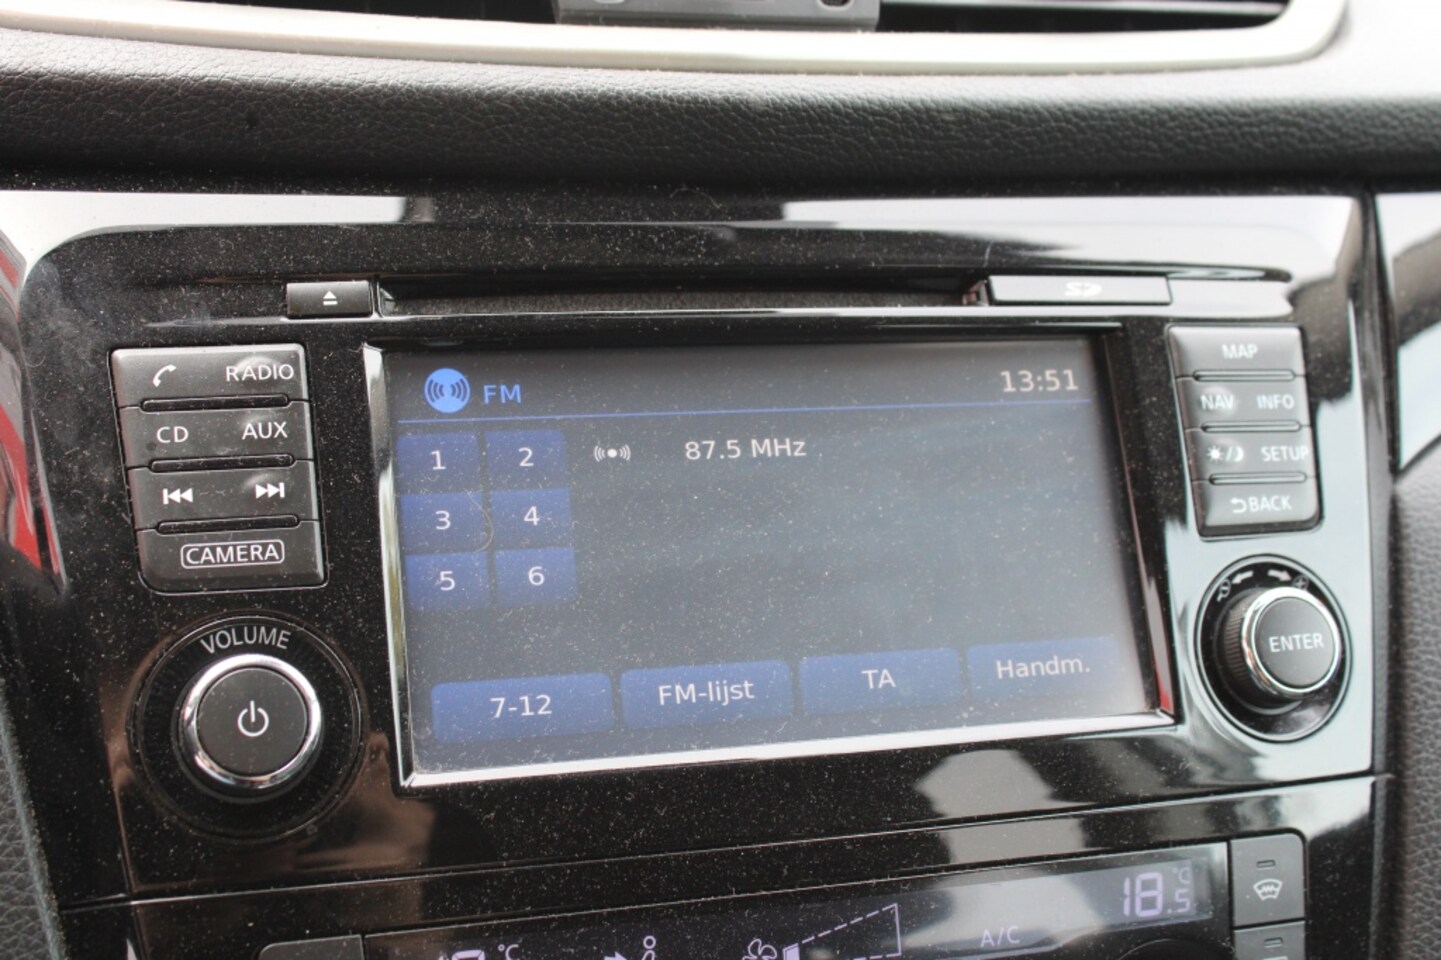 SD
RADIO
CD AUX
CAMERA
VOLUME
FM 13:51
1 2 87.5 MHz
3 4
5 6
7-12 FM-lijst TA Handm.
MAP
NAV INFO
SETUP
BACK
ENTER
°C A/C 18.5 °C